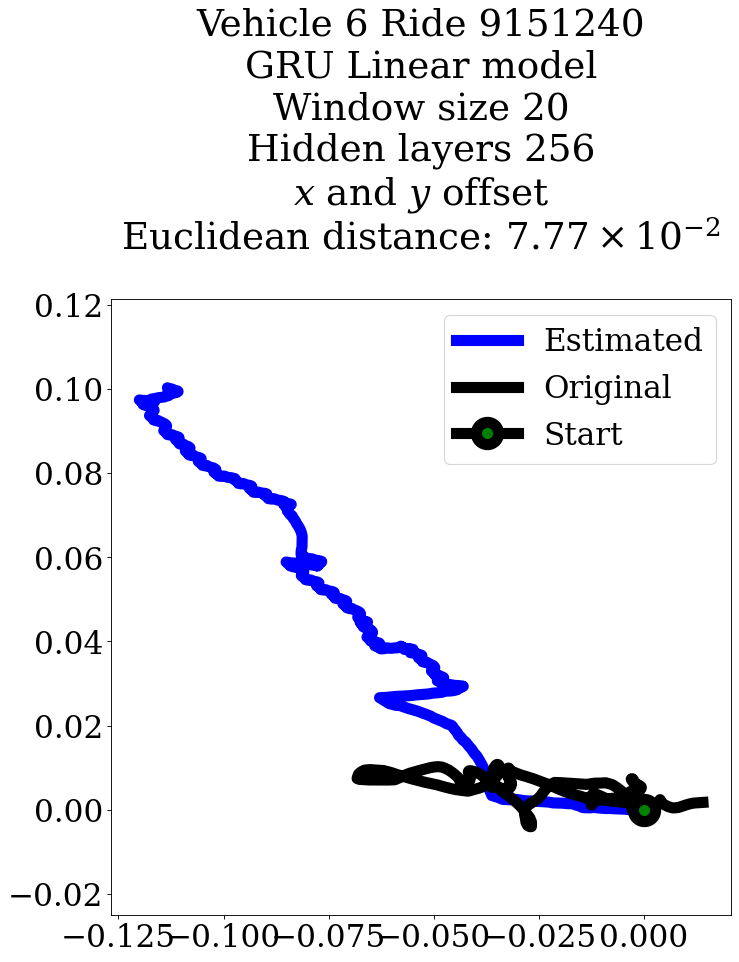 Vehicle 6 Ride 9151240
GRU Linear model
Window size 20
Hidden layers 256
x and y offset
Euclidean distance: 7.77 × 10⁻²
Estimated
Original
Start
0.12
0.10
0.08
0.06
0.04
0.02
0.00
−0.02
−0.125 −0.100 −0.075 −0.050 −0.025 0.000